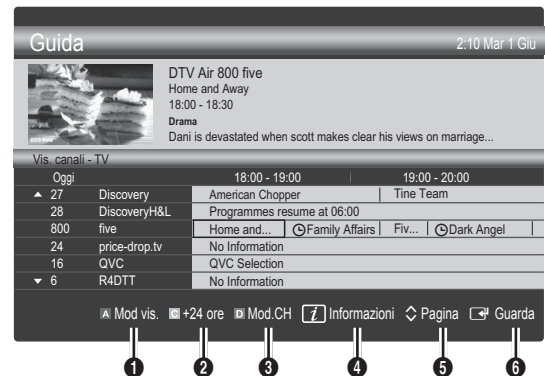 Guida 2:10 Mar 1 Giu
DTV Air 800 five
Home and Away
18:00 - 18:30
Drama
Dani is devastated when scott makes clear his views on marriage...
800 five
Vis. canali - TV
Oggi 18:00 - 19:00 19:00 - 20:00
▲ 27 Discovery American Chopper Tine Team
28 DiscoveryH&L Programmes resume at 06:00
800 five Home and... Family Affairs Fiv... Dark Angel
24 price-drop.tv No Information
16 QVC QVC Selection
▼ 6 R4DTT No Information
A Mod vis. C +24 ore D Mod.CH i Informazioni Pagina Guarda
1 2 3 4 5 6